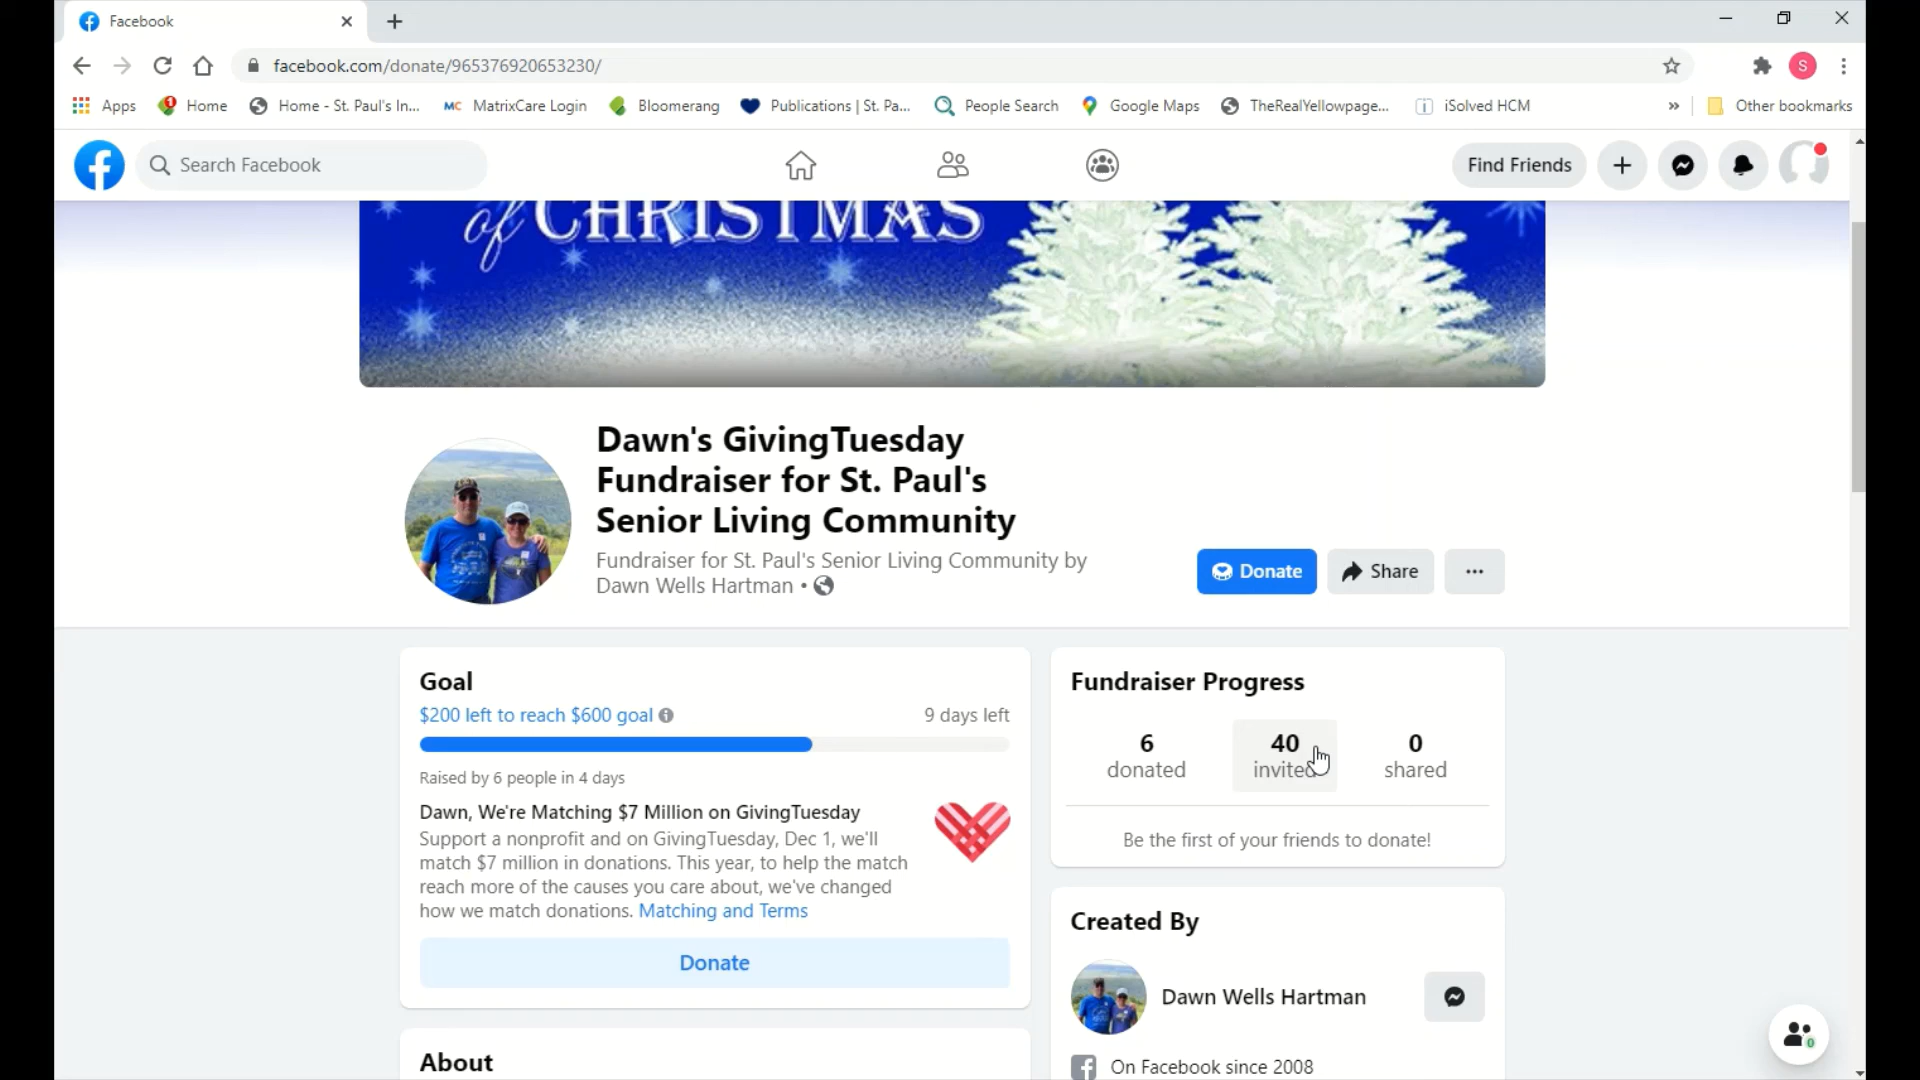 Facebook
facebook.com/donate/965376920653230/
S
Apps
1
Home
Home - St. Paul's In...
MC MatrixCare Login
Bloomerang
Publications | St. Pa...
People Search
Google Maps
TheRealYellowpage...
iSolved HCM
»
Other bookmarks
Search Facebook
Find Friends
of CHRISTMAS
Dawn's GivingTuesday
Fundraiser for St. Paul's
Senior Living Community
Fundraiser for St. Paul's Senior Living Community by
Dawn Wells Hartman •
Donate
Share
...
Goal
$200 left to reach $600 goal
9 days left
Raised by 6 people in 4 days
Dawn, We're Matching $7 Million on GivingTuesday
Support a nonprofit and on GivingTuesday, Dec 1, we'll
match $7 million in donations. This year, to help the match
reach more of the causes you care about, we've changed
how we match donations. Matching and Terms
Donate
About
Fundraiser Progress
6
donated
40
invited
0
shared
Be the first of your friends to donate!
Created By
Dawn Wells Hartman
On Facebook since 2008
0